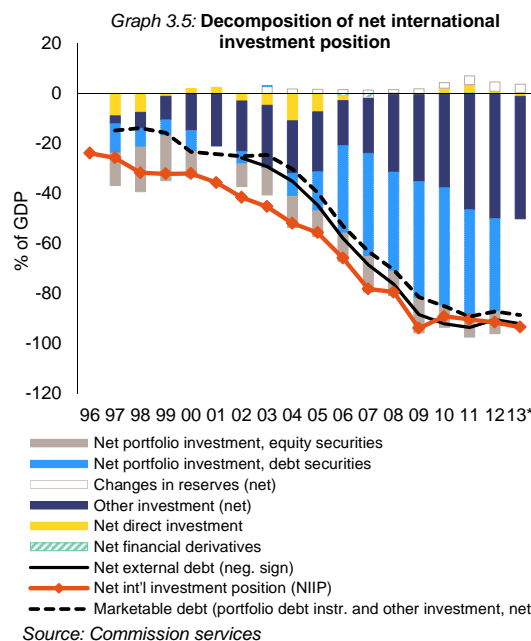 Graph 3.5: Decomposition of net international
investment position
20
0
-20
-40
-60
-80
-100
-120
% of GDP
96 97 98 99 00 01 02 03 04 05 06 07 08 09 10 11 12 13*
Net portfolio investment, equity securities
Net portfolio investment, debt securities
Changes in reserves (net)
Other investment (net)
Net direct investment
Net financial derivatives
Net external debt (neg. sign)
Net int'l investment position (NIIP)
Marketable debt (portfolio debt instr. and other investment, net
Source: Commission services